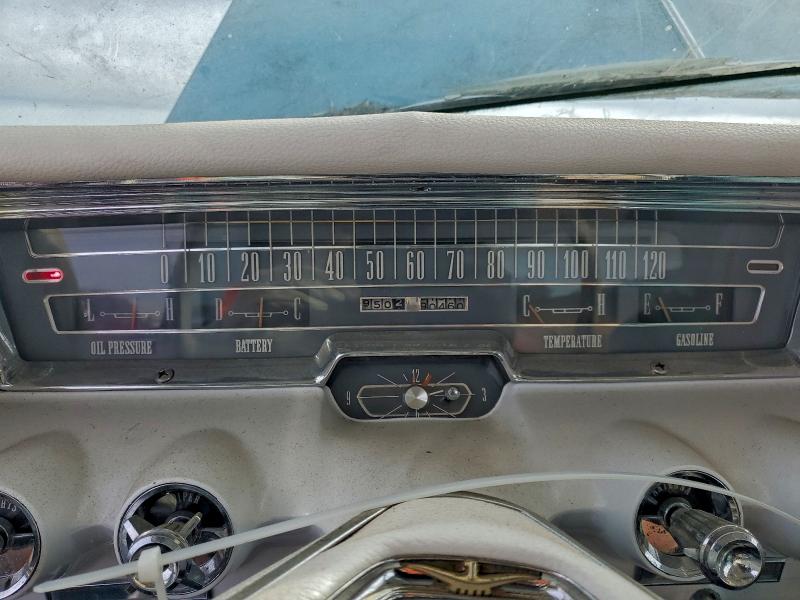 0 10 20 30 40 50 60 70 80 90 100 110 120
L H D C C H E F
OIL PRESSURE BATTERY TEMPERATURE GASOLINE
12
9 3